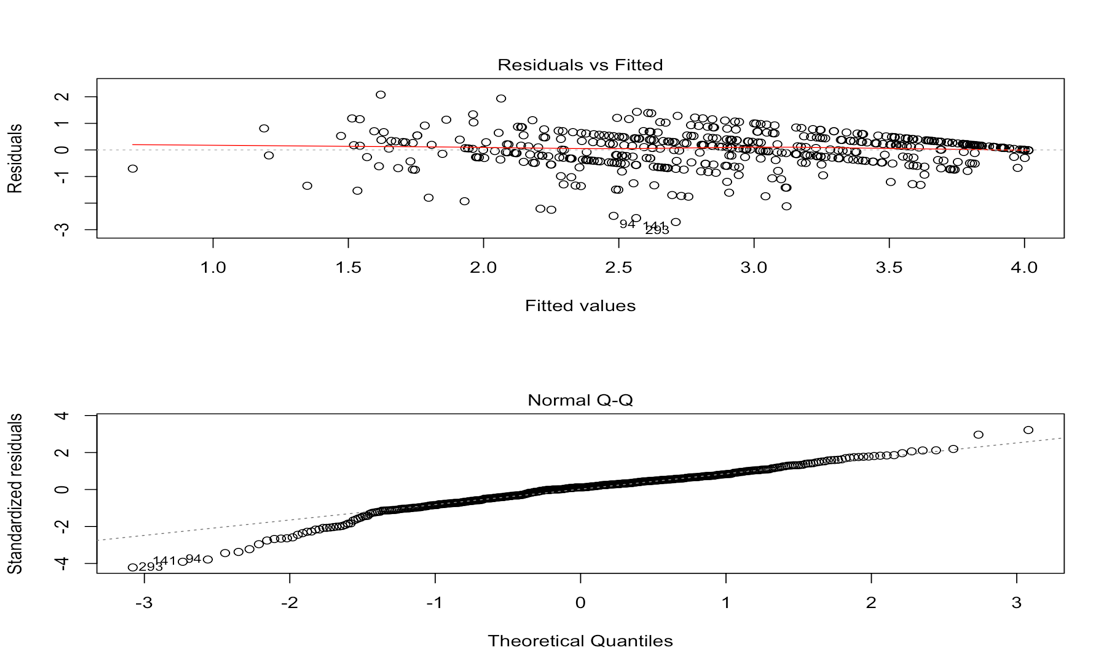 Residuals vs Fitted
Residuals
2
1
0
-1
-3
94
141
293
1.0 1.5 2.0 2.5 3.0 3.5 4.0
Fitted values
Normal Q-Q
Standardized residuals
4
2
0
-2
-4
293
141
94
-3 -2 -1 0 1 2 3
Theoretical Quantiles